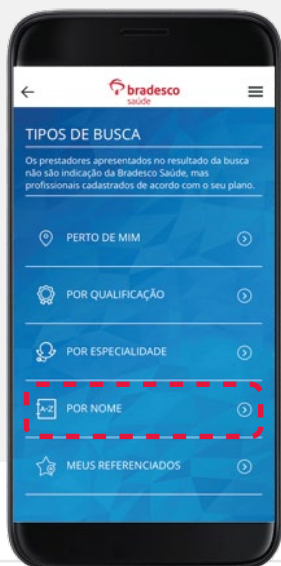 bradesco
saúde
TIPOS DE BUSCA
Os prestadores apresentados no resultado da busca
não são indicação da Bradesco Saúde, mas
profissionais cadastrados de acordo com o seu plano.
PERTO DE MIM
POR QUALIFICAÇÃO
POR ESPECIALIDADE
A-Z POR NOME
MEUS REFERENCIADOS